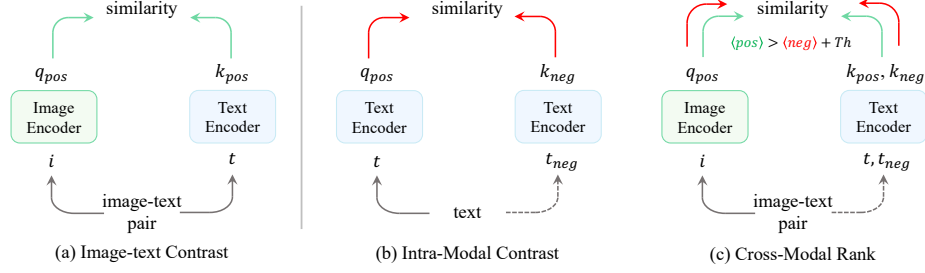 similarity
q_pos k_pos
Image Encoder
Text Encoder
i t
image-text pair
(a) Image-text Contrast
similarity
q_pos k_neg
Text Encoder
Text Encoder
t t_neg
text
(b) Intra-Modal Contrast
similarity
⟨pos⟩ > ⟨neg⟩ + Th
q_pos k_pos, k_neg
Image Encoder
Text Encoder
i t, t_neg
image-text pair
(c) Cross-Modal Rank